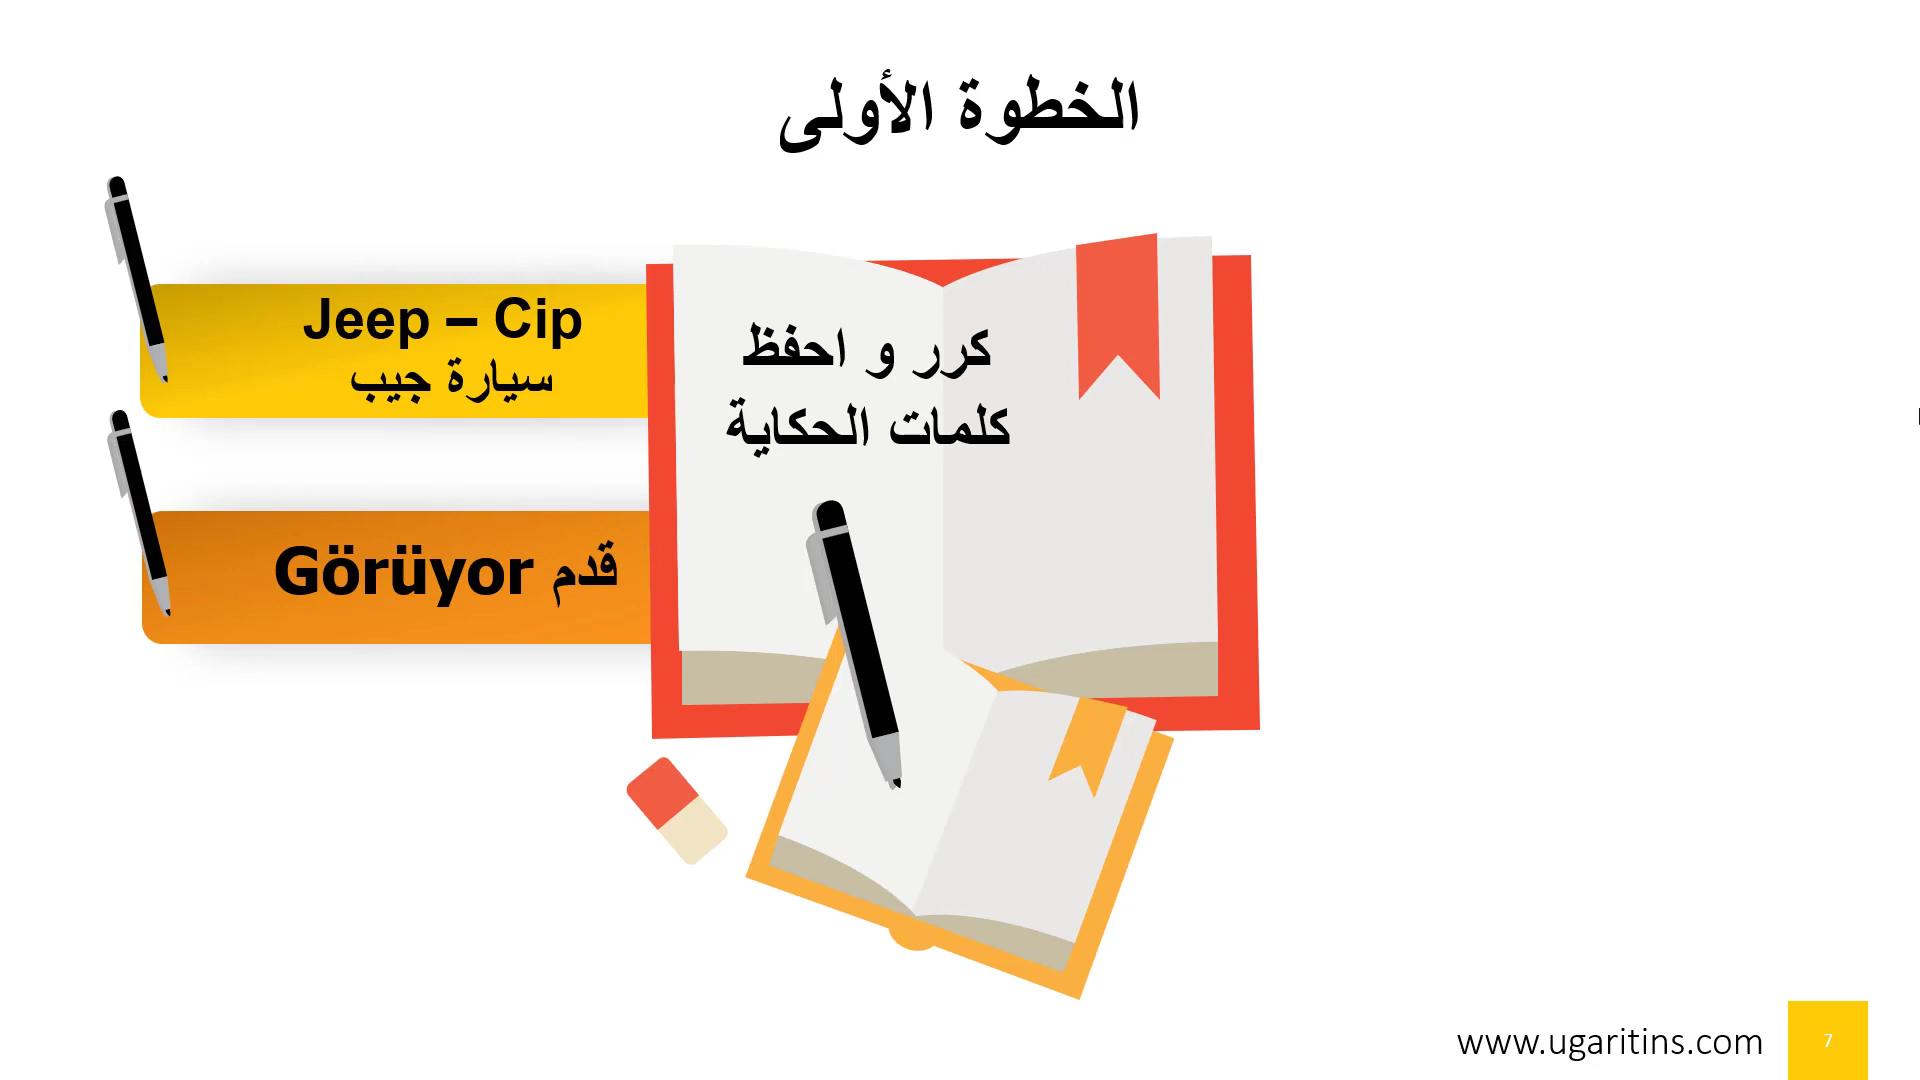 الخطوة الأولى
Jeep – Cip
سيارة جيب
Görüyor قدم
كرر و احفظ
كلمات الحكاية
www.ugaritins.com
7